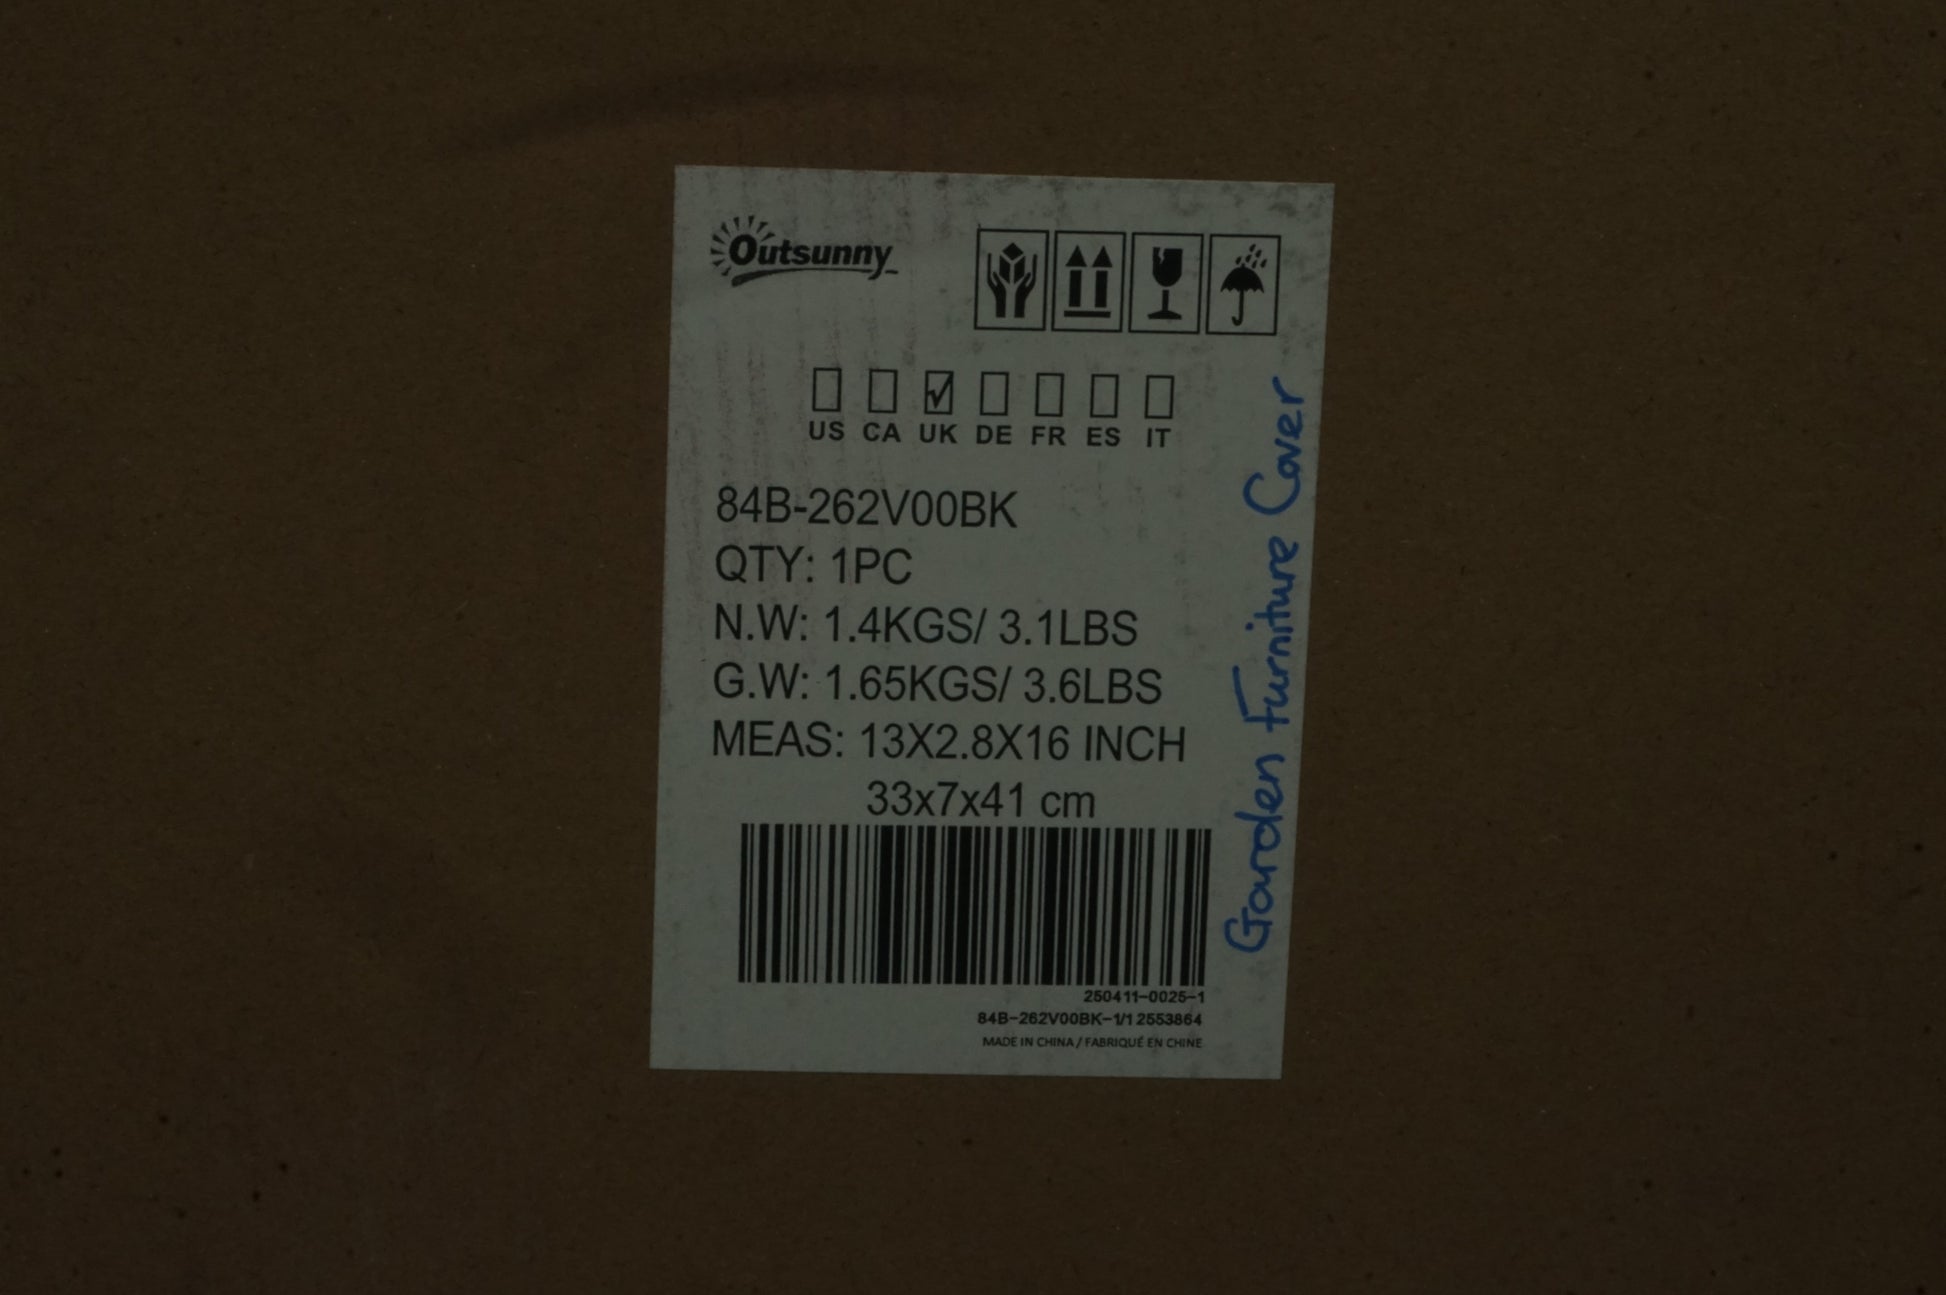 Outsunny
US CA UK DE FR ES IT
84B-262V00BK
QTY: 1PC
N.W: 1.4KGS/ 3.1LBS
G.W: 1.65KGS/ 3.6LBS
MEAS: 13X2.8X16 INCH
33x7x41 cm
250411-0025-1
84B-262V00BK-1/1 2553864
MADE IN CHINA / FABRIQUÉ EN CHINE
Garden Furniture Cover